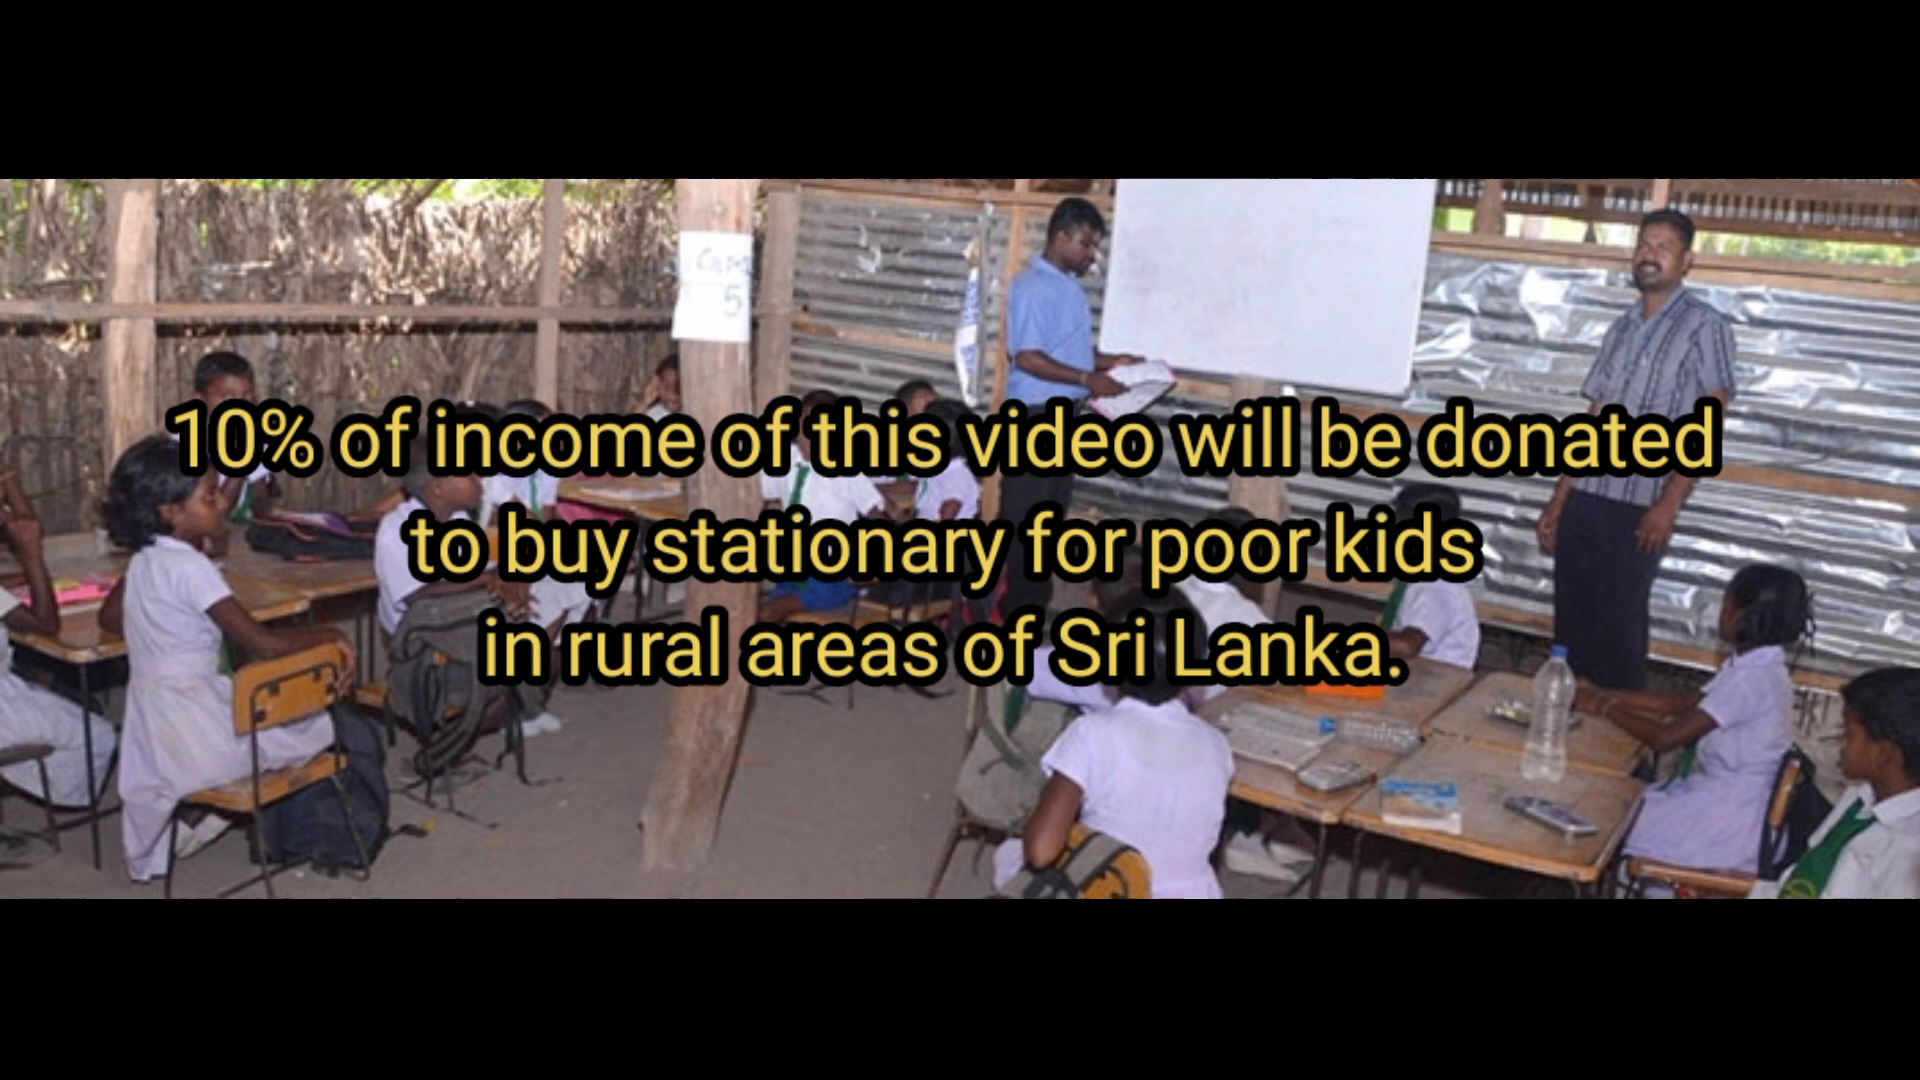 5
10% of income of this video will be donated
to buy stationary for poor kids
in rural areas of Sri Lanka.